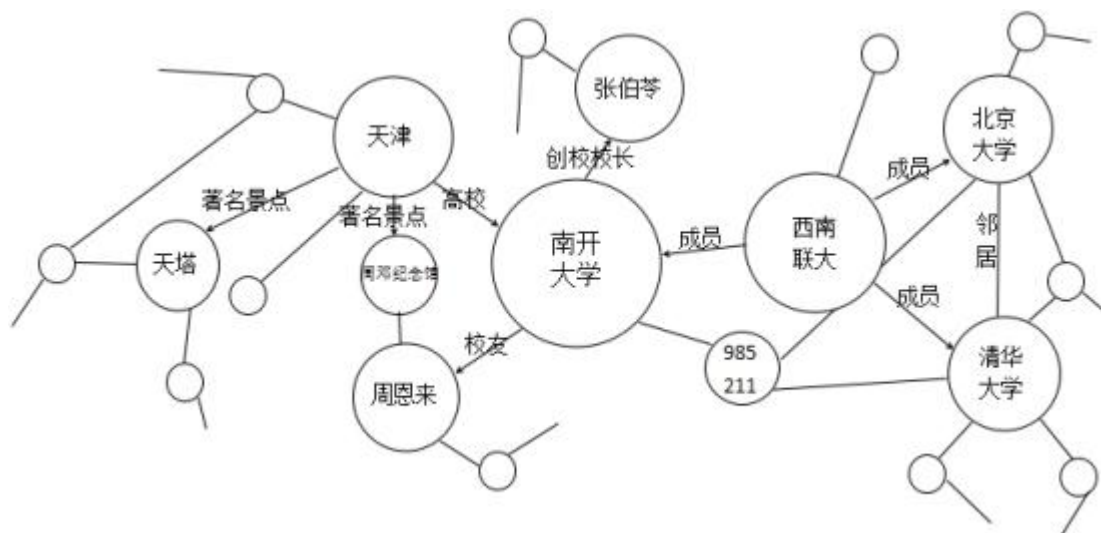 张伯苓
北京
大学
天津
创校校长
成员
著名景点
著名景点
高校
西南
联大
邻
居
成员
南开
大学
天塔
周邓纪念馆
成员
校友
985
211
清华
大学
周恩来